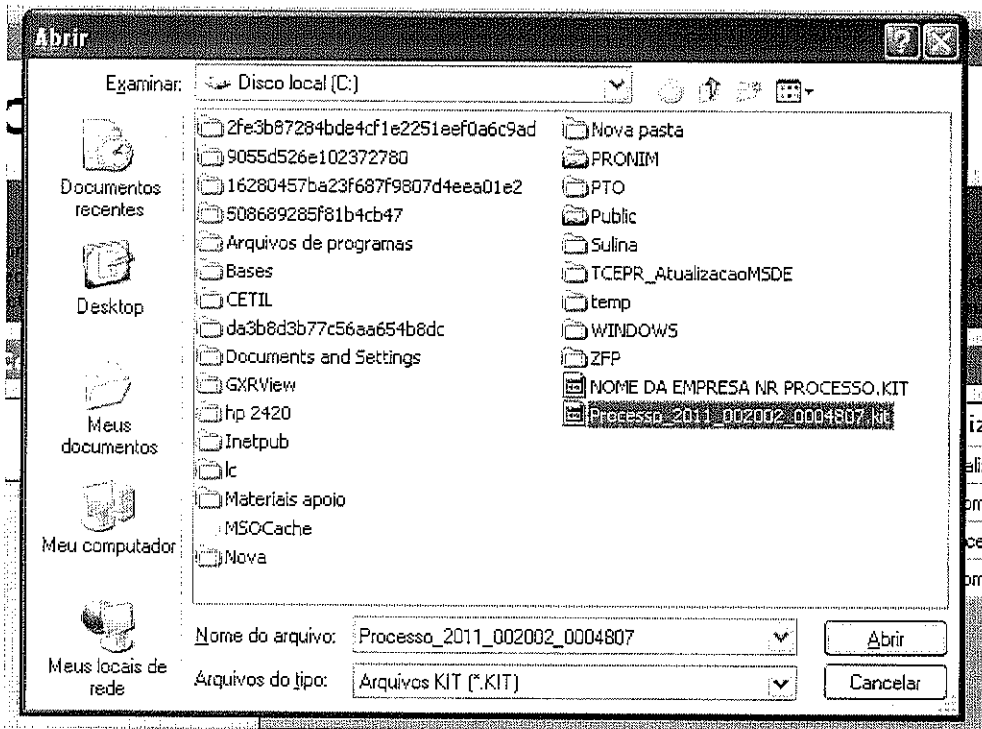 Abrir
Examinar:
Disco local (C:)
Documentos
recentes
Desktop
Meus
documentos
Meu computador
Meus locais de
rede
2fe3b87284bde4cf1e2251eef0a6c9ad
9055d526e102372780
16280457ba23f687f9807d4eea01e2
508689285f81b4cb47
Arquivos de programas
Bases
CETIL
da3b8d3b77c56aa654b8dc
Documents and Settings
GXRView
hp 2420
Inetpub
lc
Materiais apoio
MSOCache
Nova
Nova pasta
PRONIM
PTO
Public
Sulina
TCEPR_AtualizacaoMSDE
temp
WINDOWS
ZFP
NOME DA EMPRESA NR PROCESSO.KIT
Processo_2011_002002_0004807.kit
Nome do arquivo:
Processo_2011_002002_0004807
Abrir
Arquivos do tipo:
Arquivos KIT (*.KIT)
Cancelar